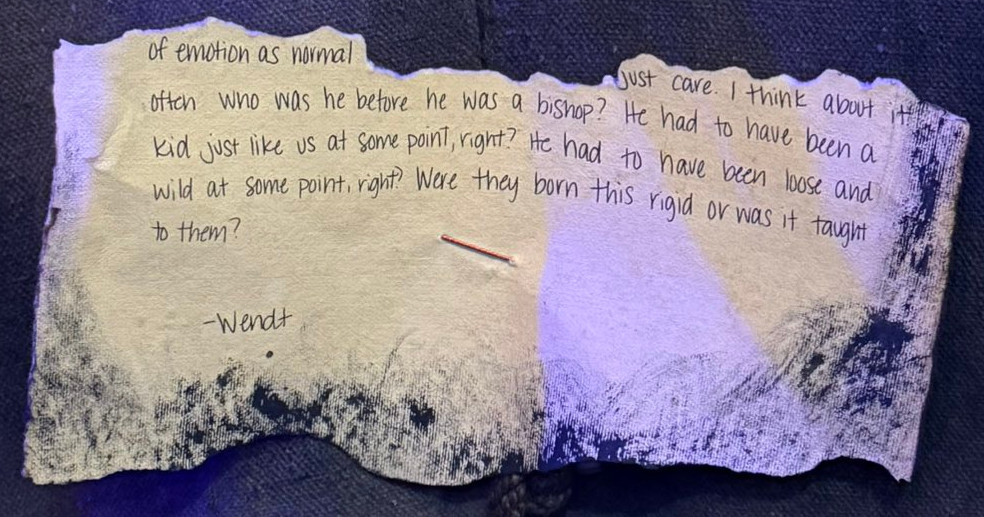 of emotion as normal
just care. I think about it
often who was he before he was a bishop? He had to have been a
kid just like us at some point, right? He had to have been loose and
wild at some point, right? Were they born this rigid or was it taught
to them?
-Wendt